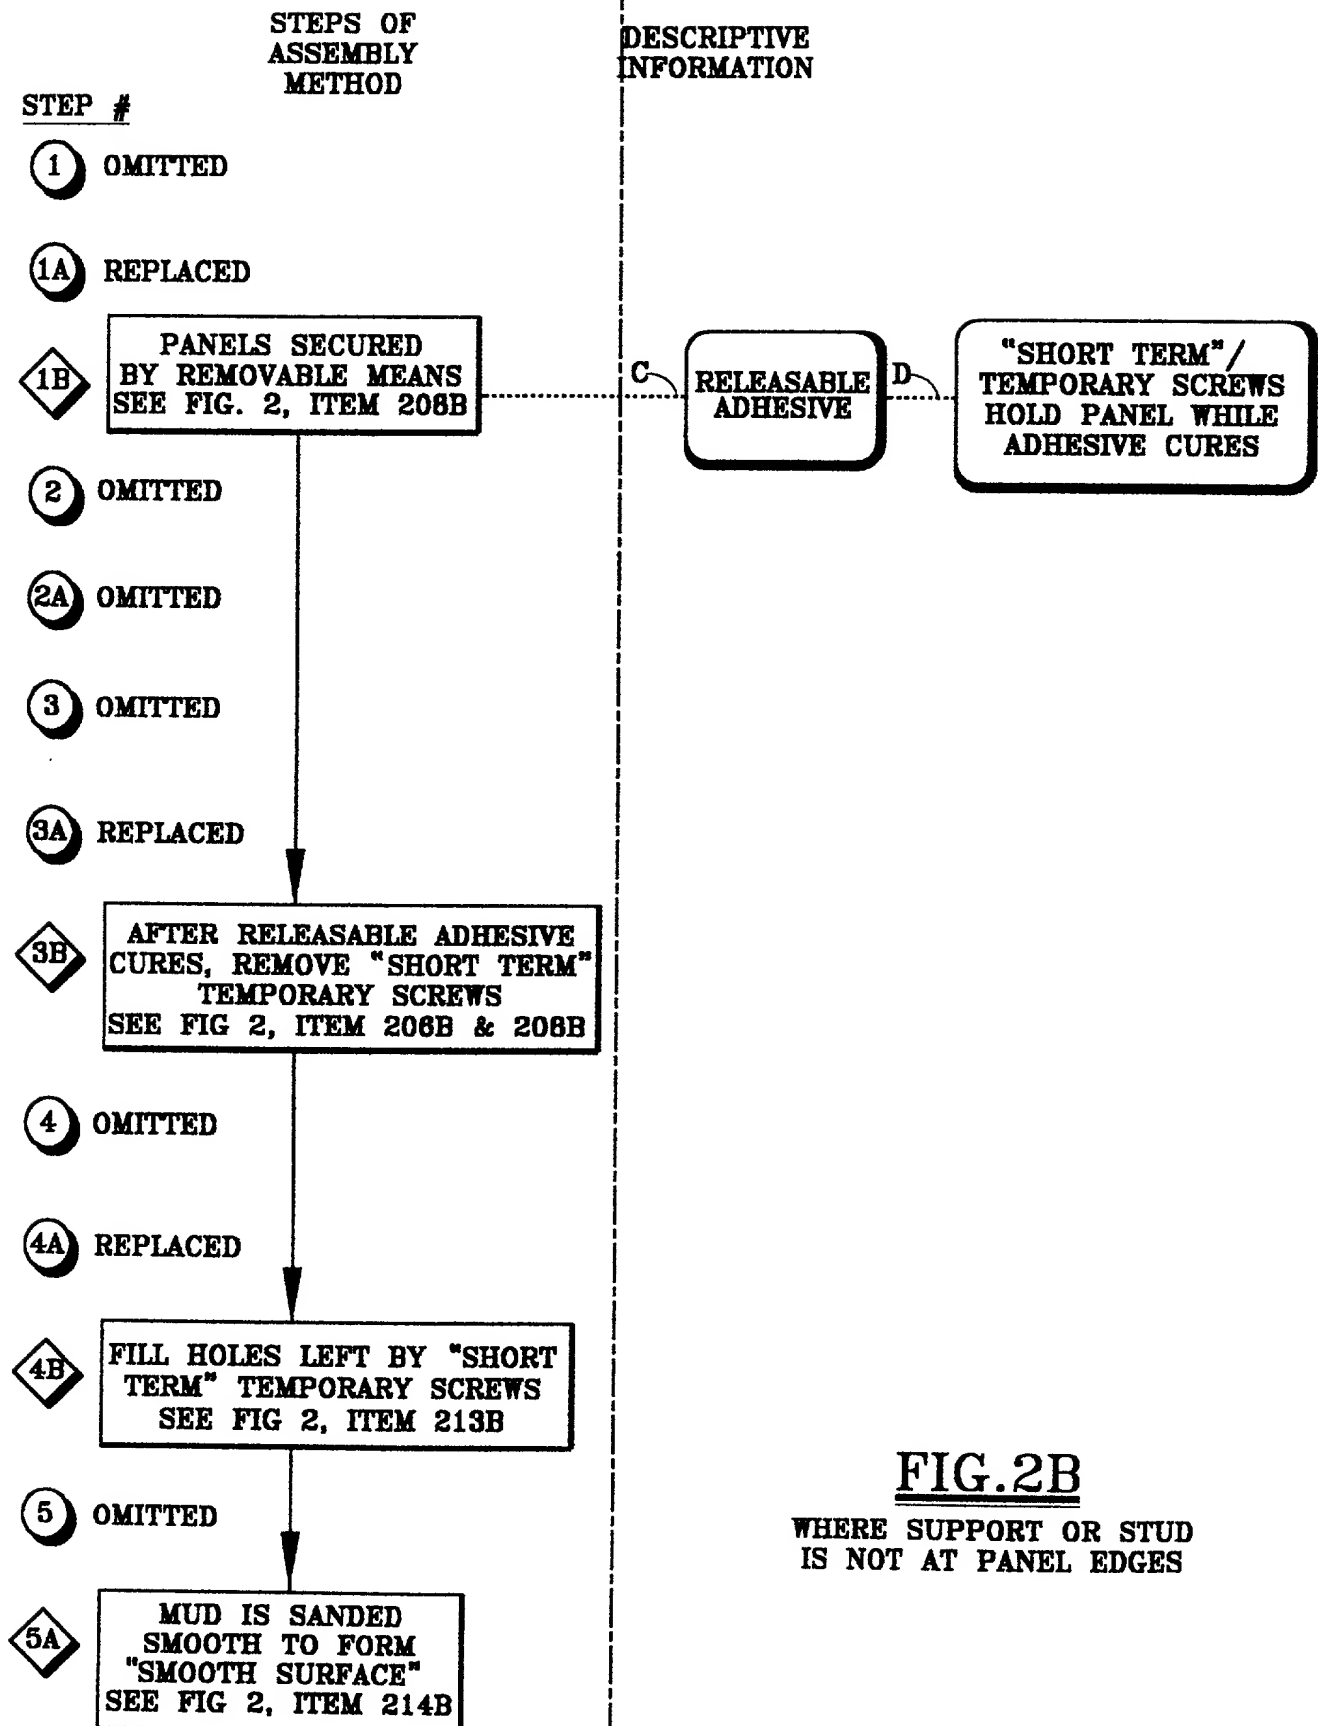 STEPS OF
ASSEMBLY
METHOD
DESCRIPTIVE
INFORMATION
STEP #
1 OMITTED
1A REPLACED
1B
PANELS SECURED
BY REMOVABLE MEANS
SEE FIG. 2, ITEM 208B
C
RELEASABLE
ADHESIVE
D
"SHORT TERM"/
TEMPORARY SCREWS
HOLD PANEL WHILE
ADHESIVE CURES
2 OMITTED
2A OMITTED
3 OMITTED
3A REPLACED
3B
AFTER RELEASABLE ADHESIVE
CURES, REMOVE "SHORT TERM"
TEMPORARY SCREWS
SEE FIG 2, ITEM 206B & 208B
4 OMITTED
4A REPLACED
4B
FILL HOLES LEFT BY "SHORT
TERM" TEMPORARY SCREWS
SEE FIG 2, ITEM 213B
5 OMITTED
5A
MUD IS SANDED
SMOOTH TO FORM
"SMOOTH SURFACE"
SEE FIG 2, ITEM 214B
FIG.2B
WHERE SUPPORT OR STUD
IS NOT AT PANEL EDGES